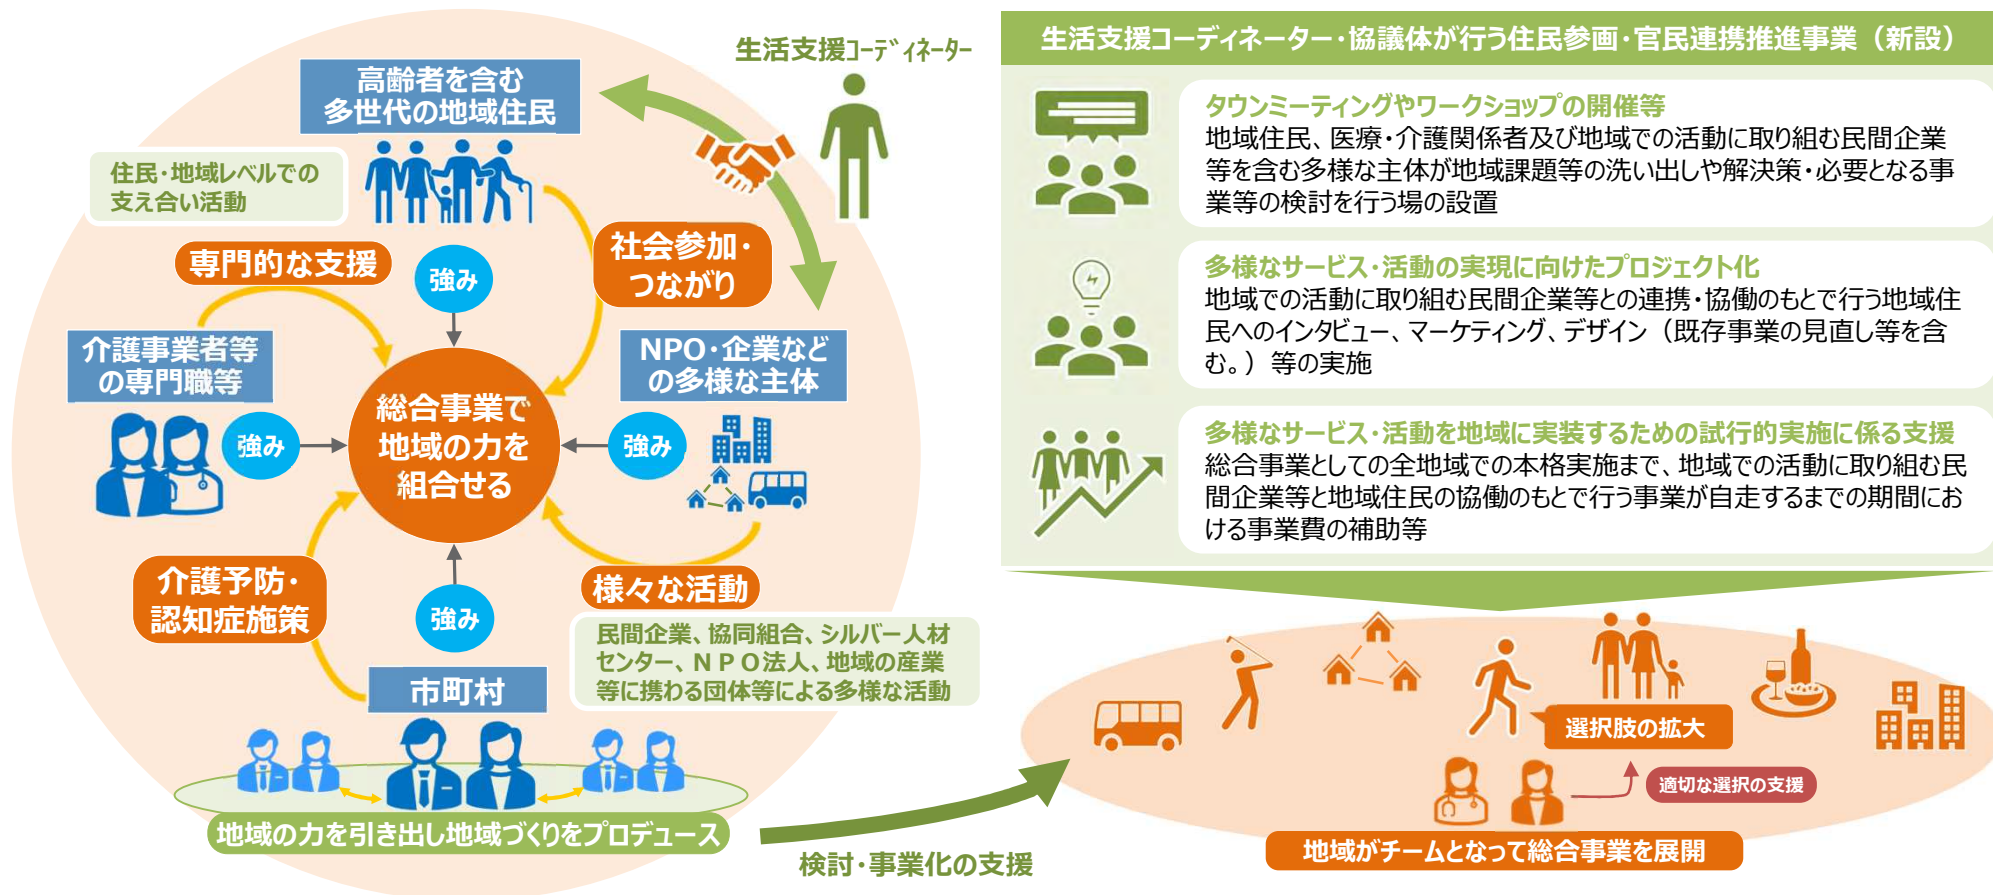 生活支援コーディネーター
高齢者を含む
多世代の地域住民
住民・地域レベルでの
支え合い活動
専門的な支援
強み
社会参加・
つながり
介護事業者等
の専門職等
NPO・企業など
の多様な主体
強み
総合事業で
地域の力を
組合せる
強み
介護予防・
認知症施策
強み
様々な活動
民間企業、協同組合、シルバー人材
センター、NPO法人、地域の産業
等に携わる団体等による多様な活動
市町村
地域の力を引き出し地域づくりをプロデュース
検討・事業化の支援
生活支援コーディネーター・協議体が行う住民参画・官民連携推進事業(新設)
タウンミーティングやワークショップの開催等
地域住民、医療・介護関係者及び地域での活動に取り組む民間企業
等を含む多様な主体が地域課題等の洗い出しや解決策・必要となる事
業等の検討を行う場の設置
多様なサービス・活動の実現に向けたプロジェクト化
地域での活動に取り組む民間企業等との連携・協働のもとで行う地域住
民へのインタビュー、マーケティング、デザイン(既存事業の見直し等を含
む。)等の実施
多様なサービス・活動を地域に実装するための試行的実施に係る支援
総合事業としての全地域での本格実施まで、地域での活動に取り組む民
間企業等と地域住民の協働のもとで行う事業が自走するまでの期間にお
ける事業費の補助等
選択肢の拡大
適切な選択の支援
地域がチームとなって総合事業を展開